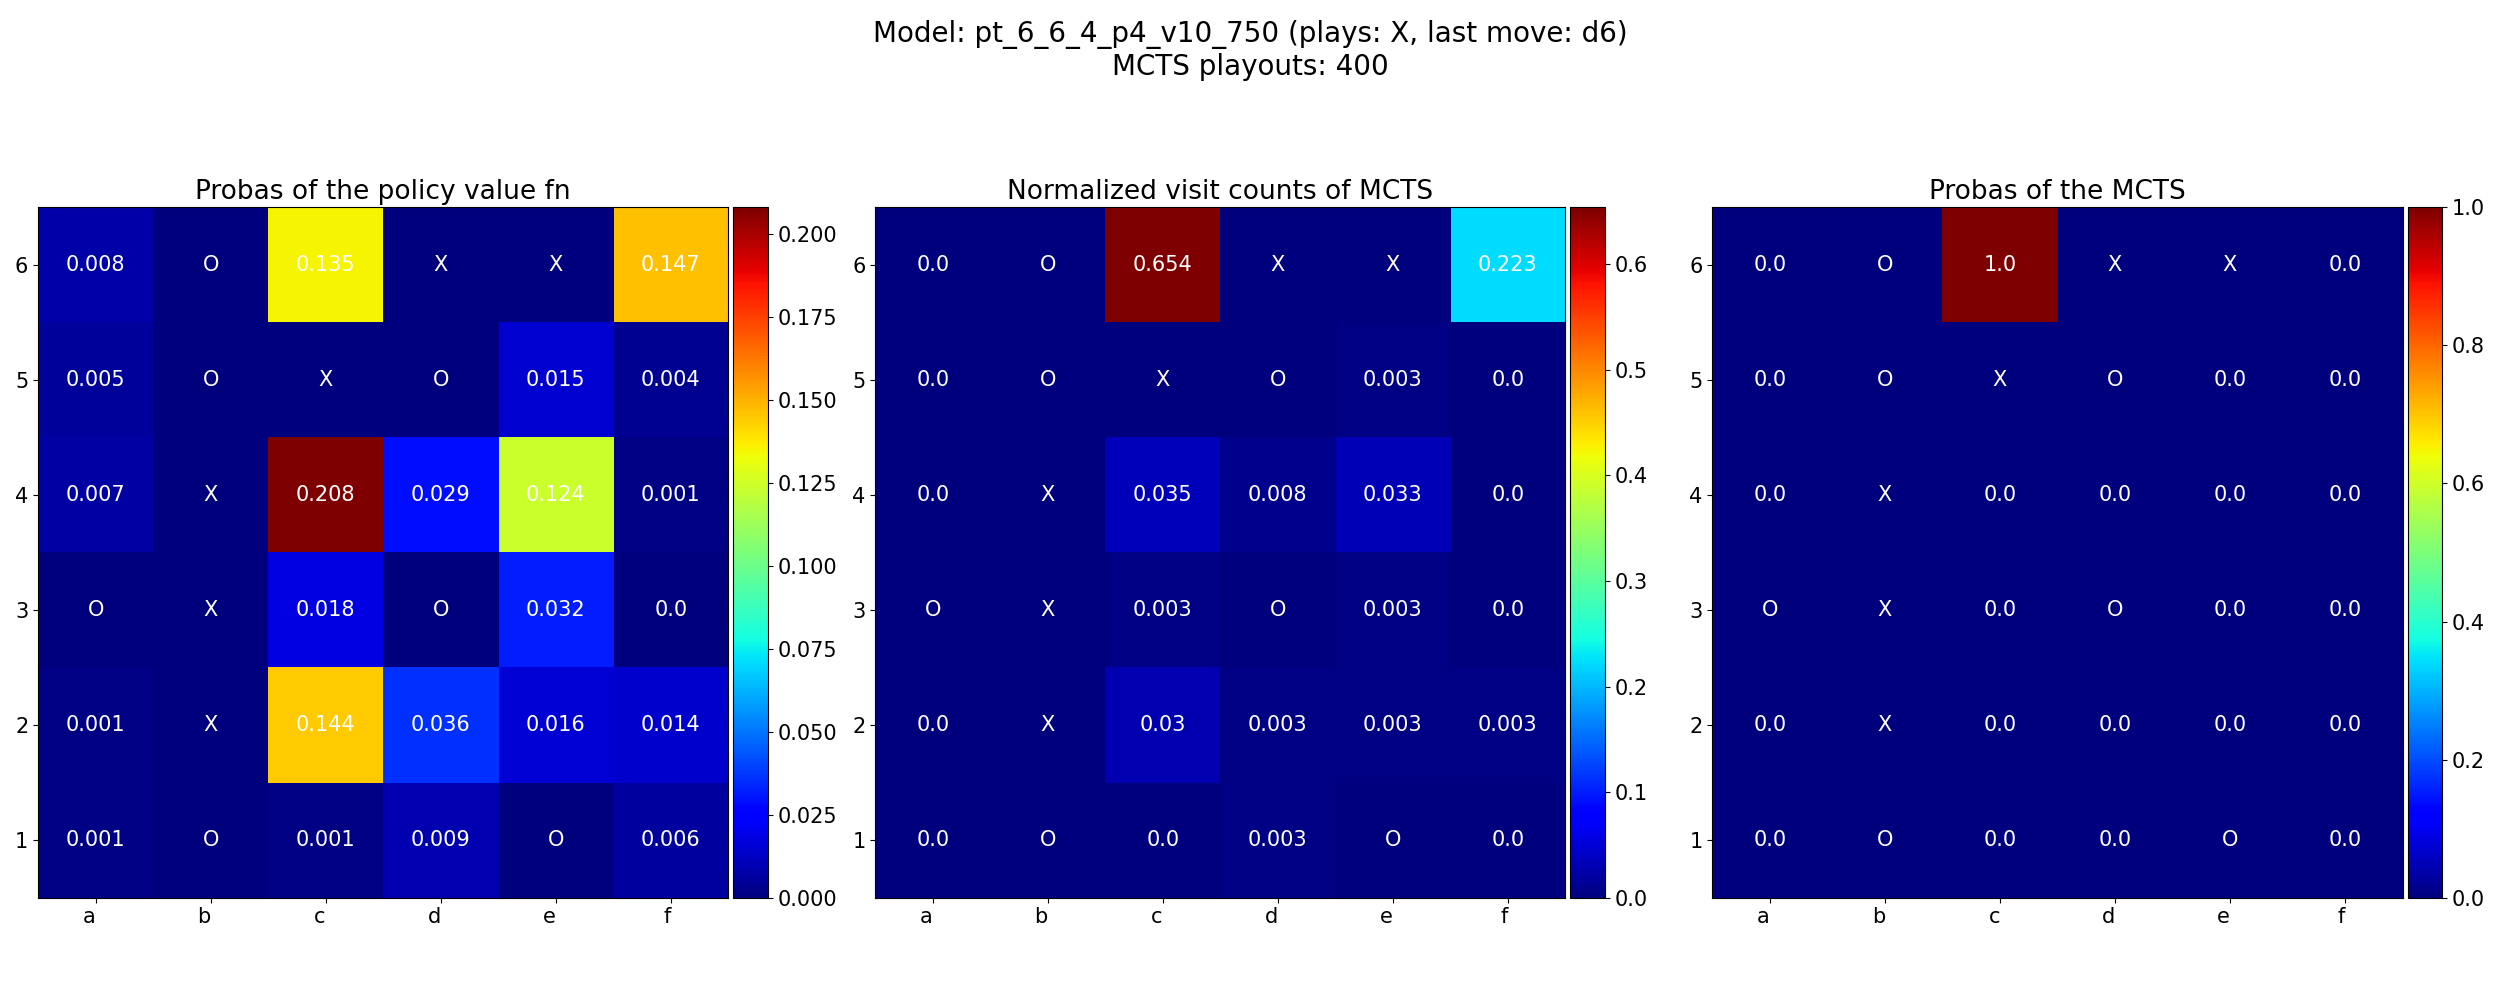 Model: pt_6_6_4_p4_v10_750 (plays: X, last move: d6)
MCTS playouts: 400
Probas of the policy value fn
6 0.008 O 0.135 X X 0.147
5 0.005 O X O 0.015 0.004
4 0.007 X 0.208 0.029 0.124 0.001
3 O X 0.018 O 0.032 0.0
2 0.001 X 0.144 0.036 0.016 0.014
1 0.001 O 0.001 0.009 O 0.006
a b c d e f
0.200
0.175
0.150
0.125
0.100
0.075
0.050
0.025
0.000
Normalized visit counts of MCTS
6 0.0 O 0.654 X X 0.223
5 0.0 O X O 0.003 0.0
4 0.0 X 0.035 0.008 0.033 0.0
3 O X 0.003 O 0.003 0.0
2 0.0 X 0.03 0.003 0.003 0.003
1 0.0 O 0.0 0.003 O 0.0
a b c d e f
0.6
0.5
0.4
0.3
0.2
0.1
0.0
Probas of the MCTS
6 0.0 O 1.0 X X 0.0
5 0.0 O X O 0.0 0.0
4 0.0 X 0.0 0.0 0.0 0.0
3 O X 0.0 O 0.0 0.0
2 0.0 X 0.0 0.0 0.0 0.0
1 0.0 O 0.0 0.0 O 0.0
a b c d e f
1.0
0.8
0.6
0.4
0.2
0.0